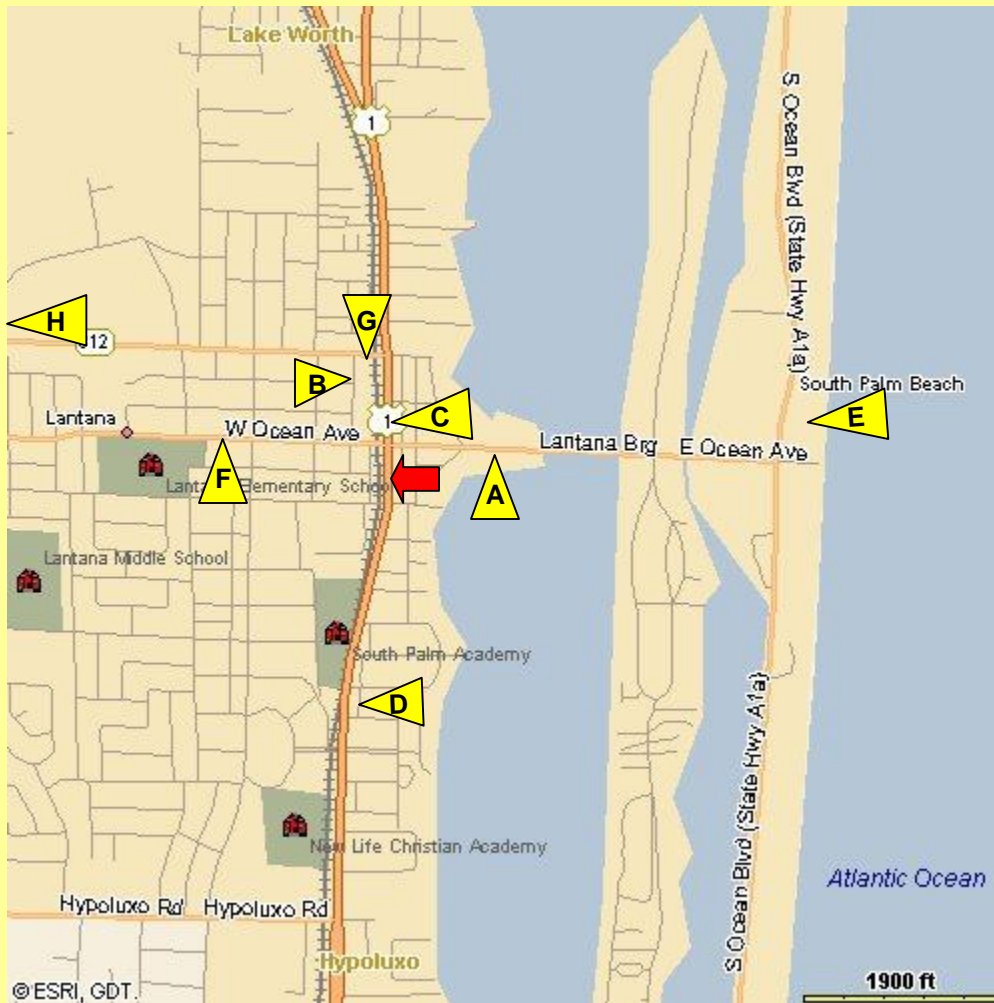 Lake Worth
1
S Ocean Blvd (State Hwy A1a)
H
G
12
B
South Palm Beach
Lantana
W Ocean Ave
1
C
E
Lantana Brg
E Ocean Ave
F
Lantana Elementary School
A
Lantana Middle School
South Palm Academy
D
S Ocean Blvd (State Hwy A1a)
New Life Christian Academy
Atlantic Ocean
Hypoluxo Rd
Hypoluxo Rd
Hypoluxo
1900 ft
© ESRI, GDT.